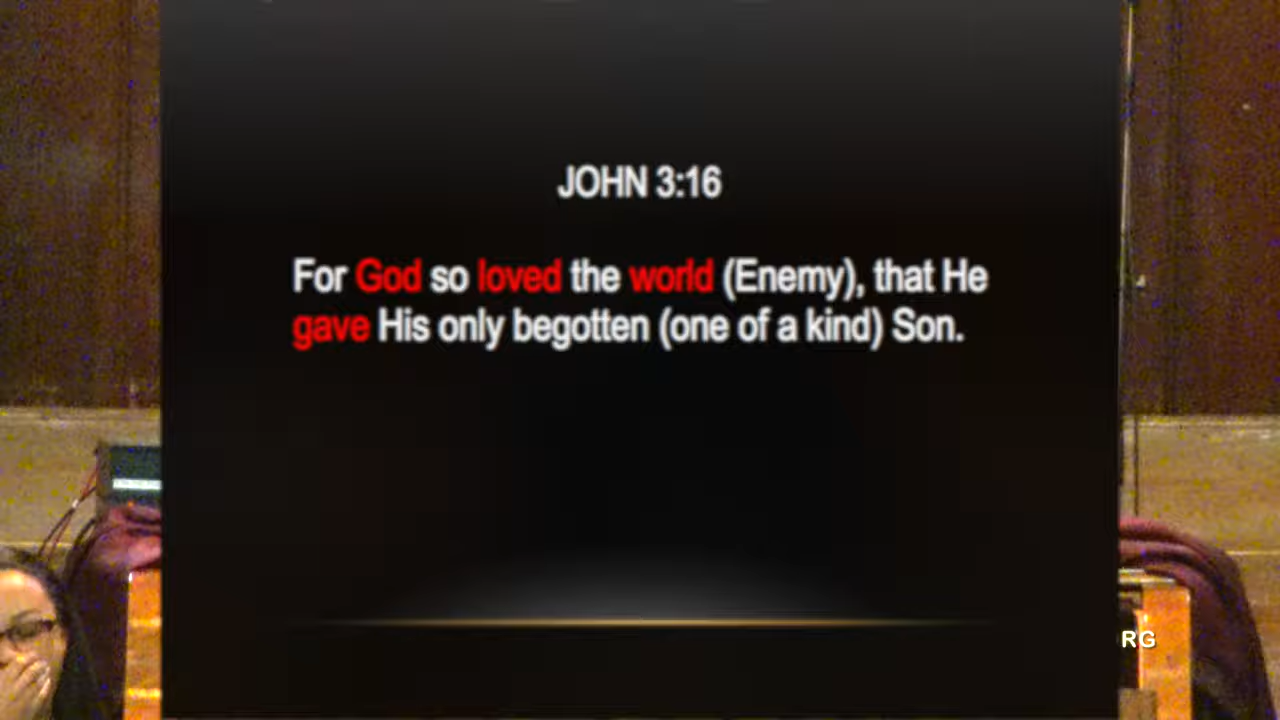 JOHN 3:16
For God so loved the world (Enemy), that He
gave His only begotten (one of a kind) Son.
RG